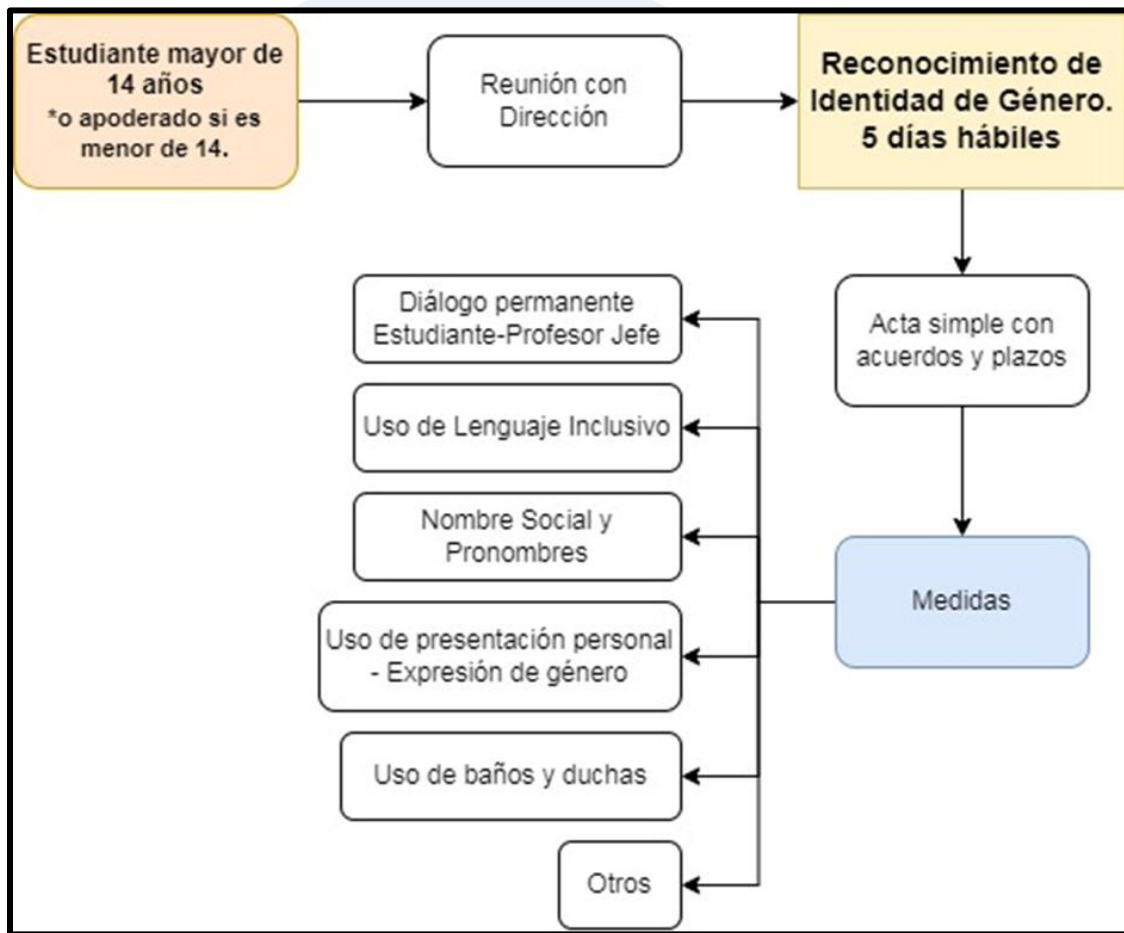 Estudiante mayor de
14 años
*o apoderado si es
menor de 14.
Reunión con
Dirección
Reconocimiento de
Identidad de Género.
5 días hábiles
Acta simple con
acuerdos y plazos
Medidas
Diálogo permanente
Estudiante-Profesor Jefe
Uso de Lenguaje Inclusivo
Nombre Social y
Pronombres
Uso de presentación personal
- Expresión de género
Uso de baños y duchas
Otros